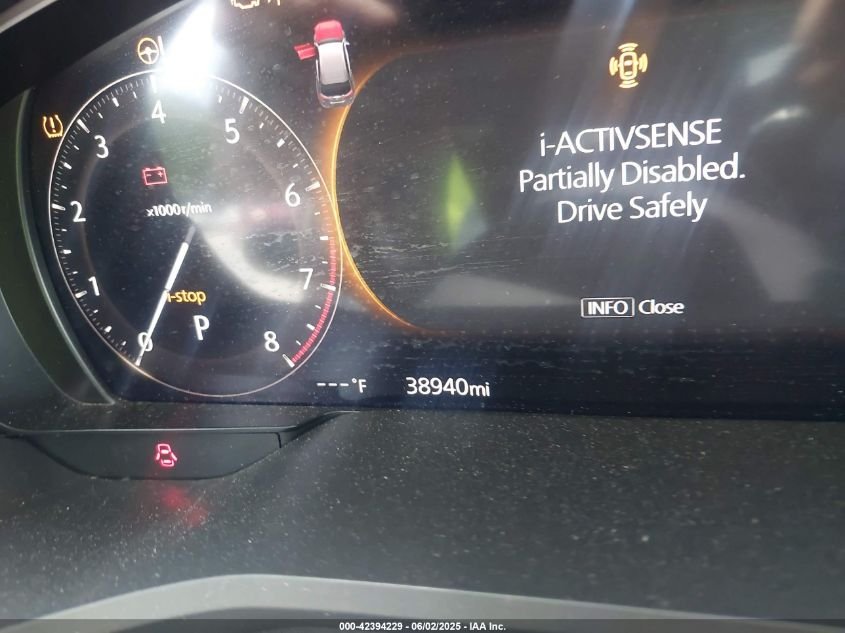 i-ACTIVSENSE
Partially Disabled.
Drive Safely
INFO Close
0
1
2
3
4
5
6
7
8
x1000r/min
i-stop
P
---°F
38940mi
000-42394229 - 06/02/2025 - IAA Inc.